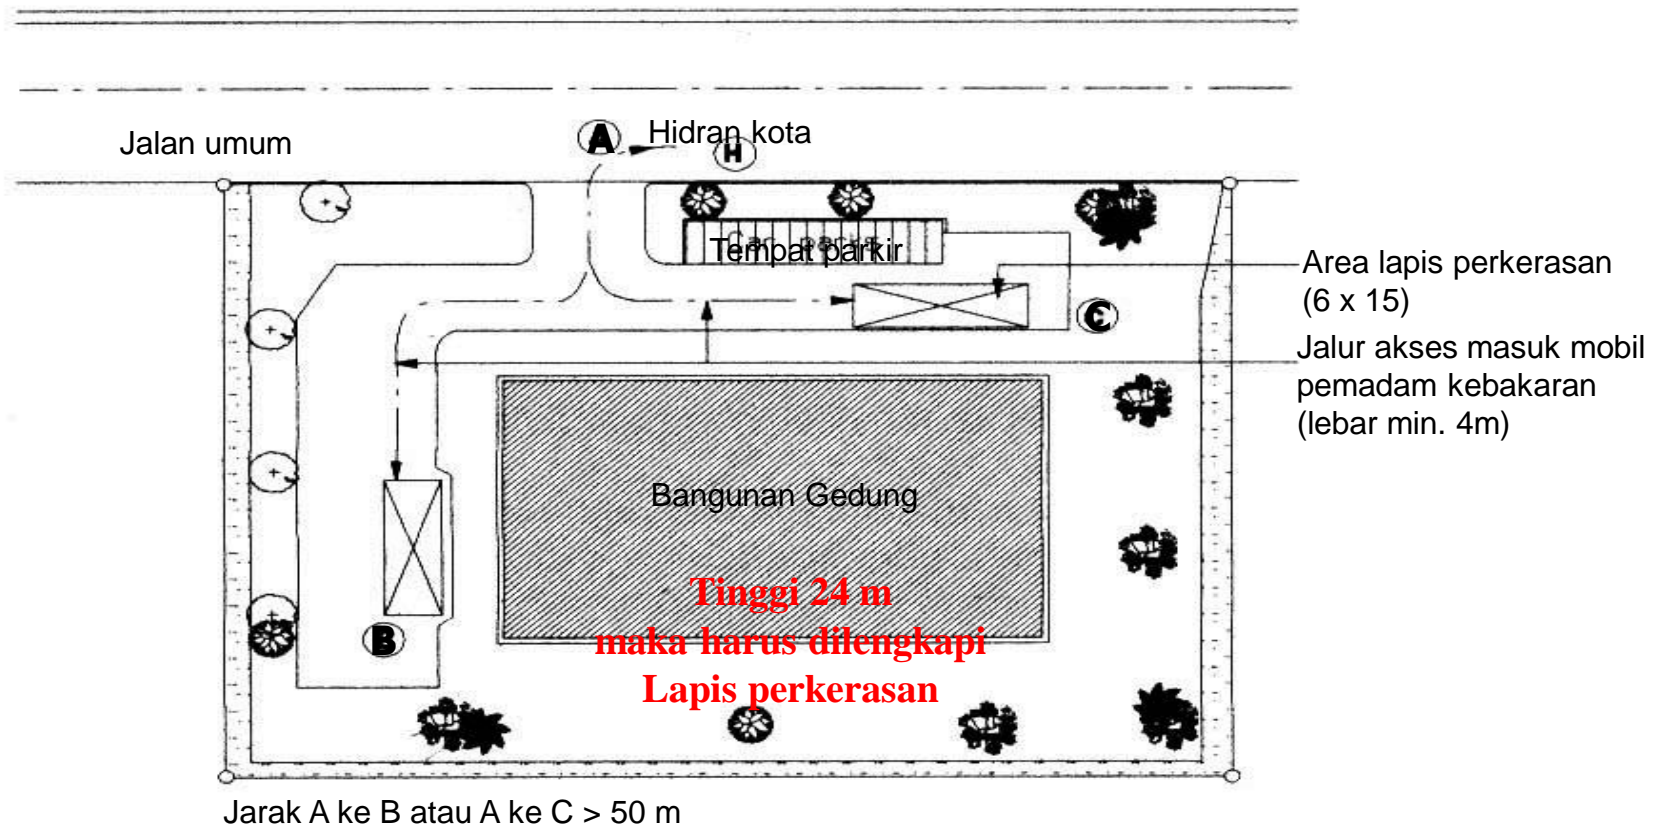 Jalan umum
A
Hidran kota
H
Tempat parkir
Area lapis perkerasan
(6 x 15)
C
Jalur akses masuk mobil
pemadam kebakaran
(lebar min. 4m)
Bangunan Gedung
Tinggi 24 m
maka harus dilengkapi
Lapis perkerasan
B
Jarak A ke B atau A ke C > 50 m